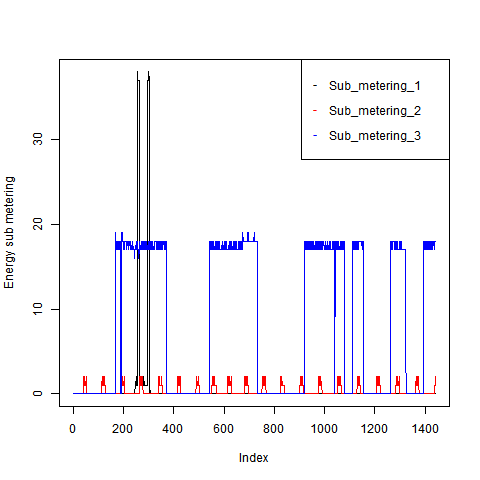 Sub_metering_1
Sub_metering_2
Sub_metering_3
Energy sub metering
30
20
10
0
0 200 400 600 800 1000 1200 1400
Index